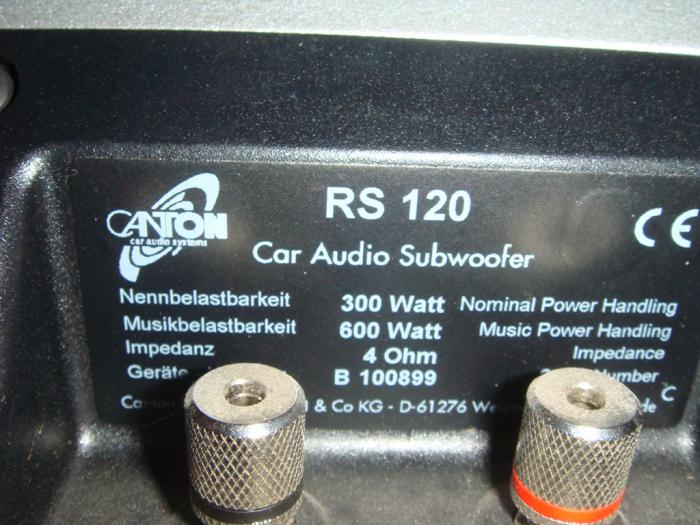 CANTON
car audio systems
RS 120
CE
Car Audio Subwoofer
Nennbelastbarkeit 300 Watt Nominal Power Handling
Musikbelastbarkeit 600 Watt Music Power Handling
Impedanz 4 Ohm Impedance
Geräte B 100899 Number C
& Co KG - D-61276